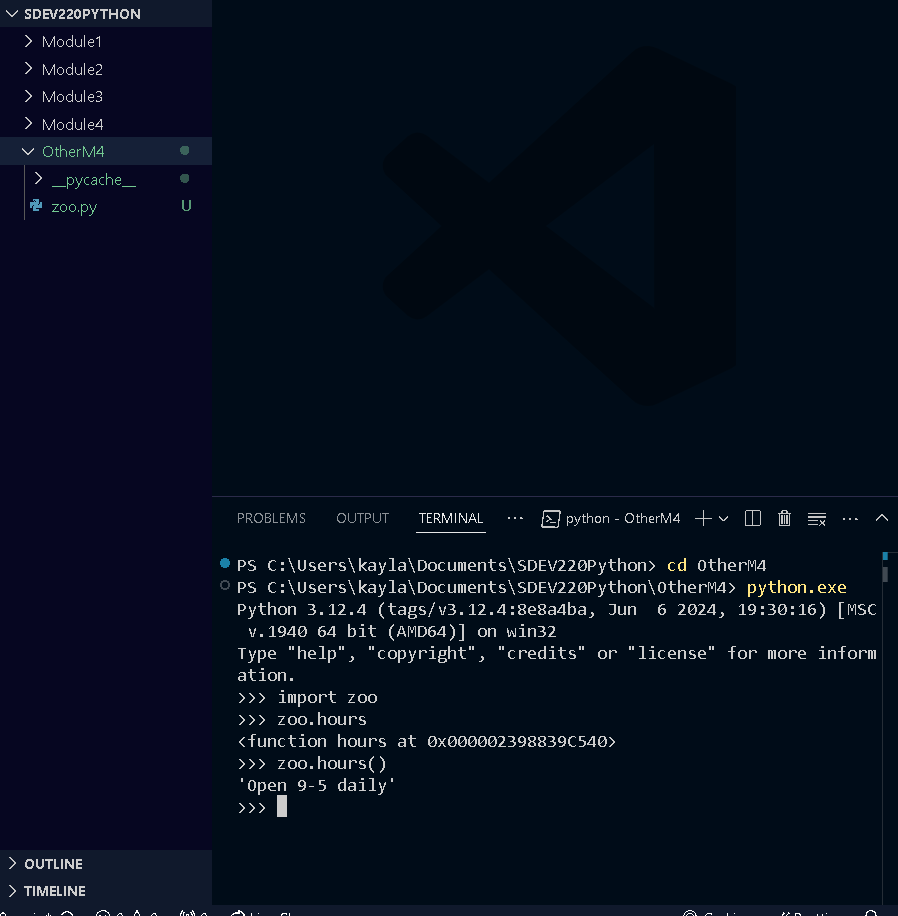 SDEV220PYTHON
Module1
Module2
Module3
Module4
OtherM4
__pycache__
zoo.py U
PROBLEMS OUTPUT TERMINAL ... python - OtherM4
PS C:\Users\kayla\Documents\SDEV220Python> cd OtherM4
PS C:\Users\kayla\Documents\SDEV220Python\OtherM4> python.exe
Python 3.12.4 (tags/v3.12.4:8e8a4ba, Jun  6 2024, 19:30:16) [MSC
 v.1940 64 bit (AMD64)] on win32
Type "help", "copyright", "credits" or "license" for more inform
ation.
>>> import zoo
>>> zoo.hours
<function hours at 0x000002398839C540>
>>> zoo.hours()
'Open 9-5 daily'
>>>
OUTLINE
TIMELINE